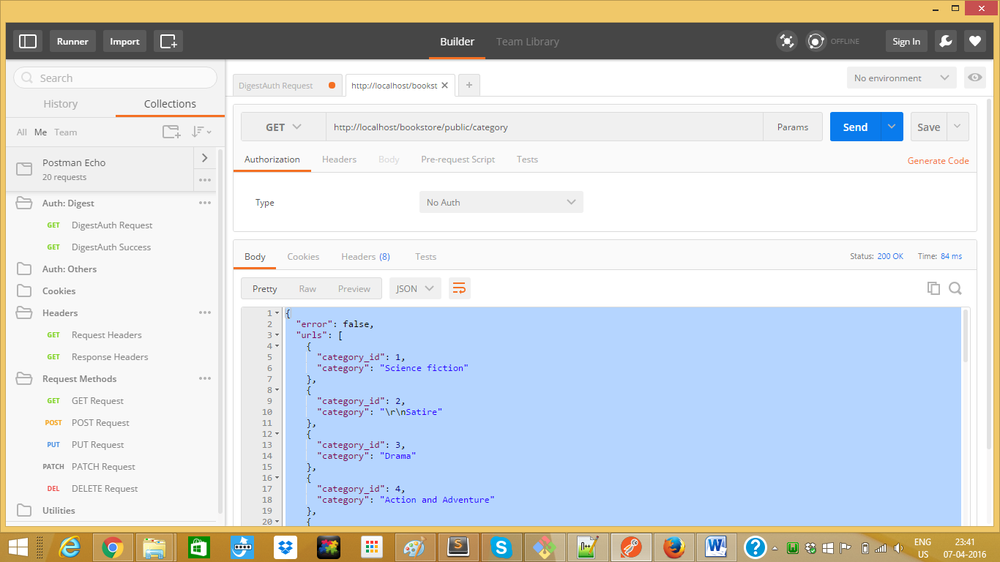 Runner Import Builder Team Library OFFLINE Sign In
Search
History Collections
All Me Team
Postman Echo
20 requests
Auth: Digest
GET DigestAuth Request
GET DigestAuth Success
Auth: Others
Cookies
Headers
GET Request Headers
GET Response Headers
Request Methods
GET GET Request
POST POST Request
PUT PUT Request
PATCH PATCH Request
DEL DELETE Request
Utilities
DigestAuth Request http://localhost/bookst No environment
GET http://localhost/bookstore/public/category Params Send Save
Authorization Headers Body Pre-request Script Tests Generate Code
Type No Auth
Body Cookies Headers (8) Tests Status: 200 OK Time: 84 ms
Pretty Raw Preview JSON
1 {
2 "error": false,
3 "urls": [
4 {
5 "category_id": 1,
6 "category": "Science fiction"
7 },
8 {
9 "category_id": 2,
10 "category": "\r\nSatire"
11 },
12 {
13 "category_id": 3,
14 "category": "Drama"
15 },
16 {
17 "category_id": 4,
18 "category": "Action and Adventure"
19 },
20 {
ENG 23:41
US 07-04-2016